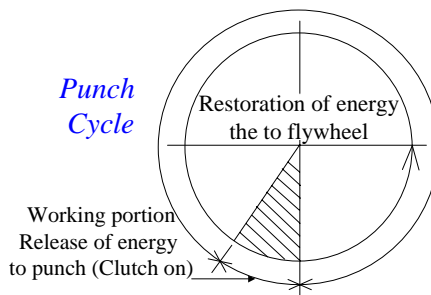 Punch
Cycle
Restoration of energy
the to flywheel
Working portion
Release of energy
to punch (Clutch on)